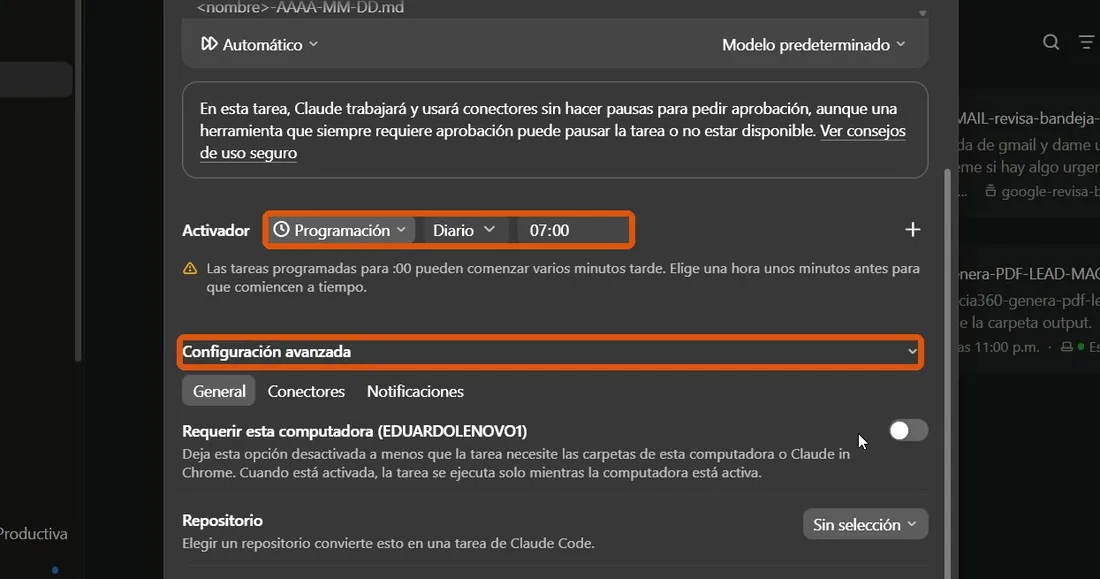 <nombre>-AAAA-MM-DD.md
Automático
Modelo predeterminado
En esta tarea, Claude trabajará y usará conectores sin hacer pausas para pedir aprobación, aunque una
herramienta que siempre requiere aprobación puede pausar la tarea o no estar disponible. Ver consejos
de uso seguro
Activador
Programación
Diario
07:00
Las tareas programadas para :00 pueden comenzar varios minutos tarde. Elige una hora unos minutos antes para
que comiencen a tiempo.
Configuración avanzada
General
Conectores
Notificaciones
Requerir esta computadora (EDUARDOLENOVO1)
Deja esta opción desactivada a menos que la tarea necesite las carpetas de esta computadora o Claude in
Chrome. Cuando está activada, la tarea se ejecuta solo mientras la computadora está activa.
Repositorio
Sin selección
Elegir un repositorio convierte esto en una tarea de Claude Code.
Productiva
MAIL-revisa-bandeja-
da de gmail y dame u
eme si hay algo urgen
... google-revisa-b
enera-PDF-LEAD-MAG
cia360-genera-pdf-le
e la carpeta output.
as 11:00 p.m. · Es